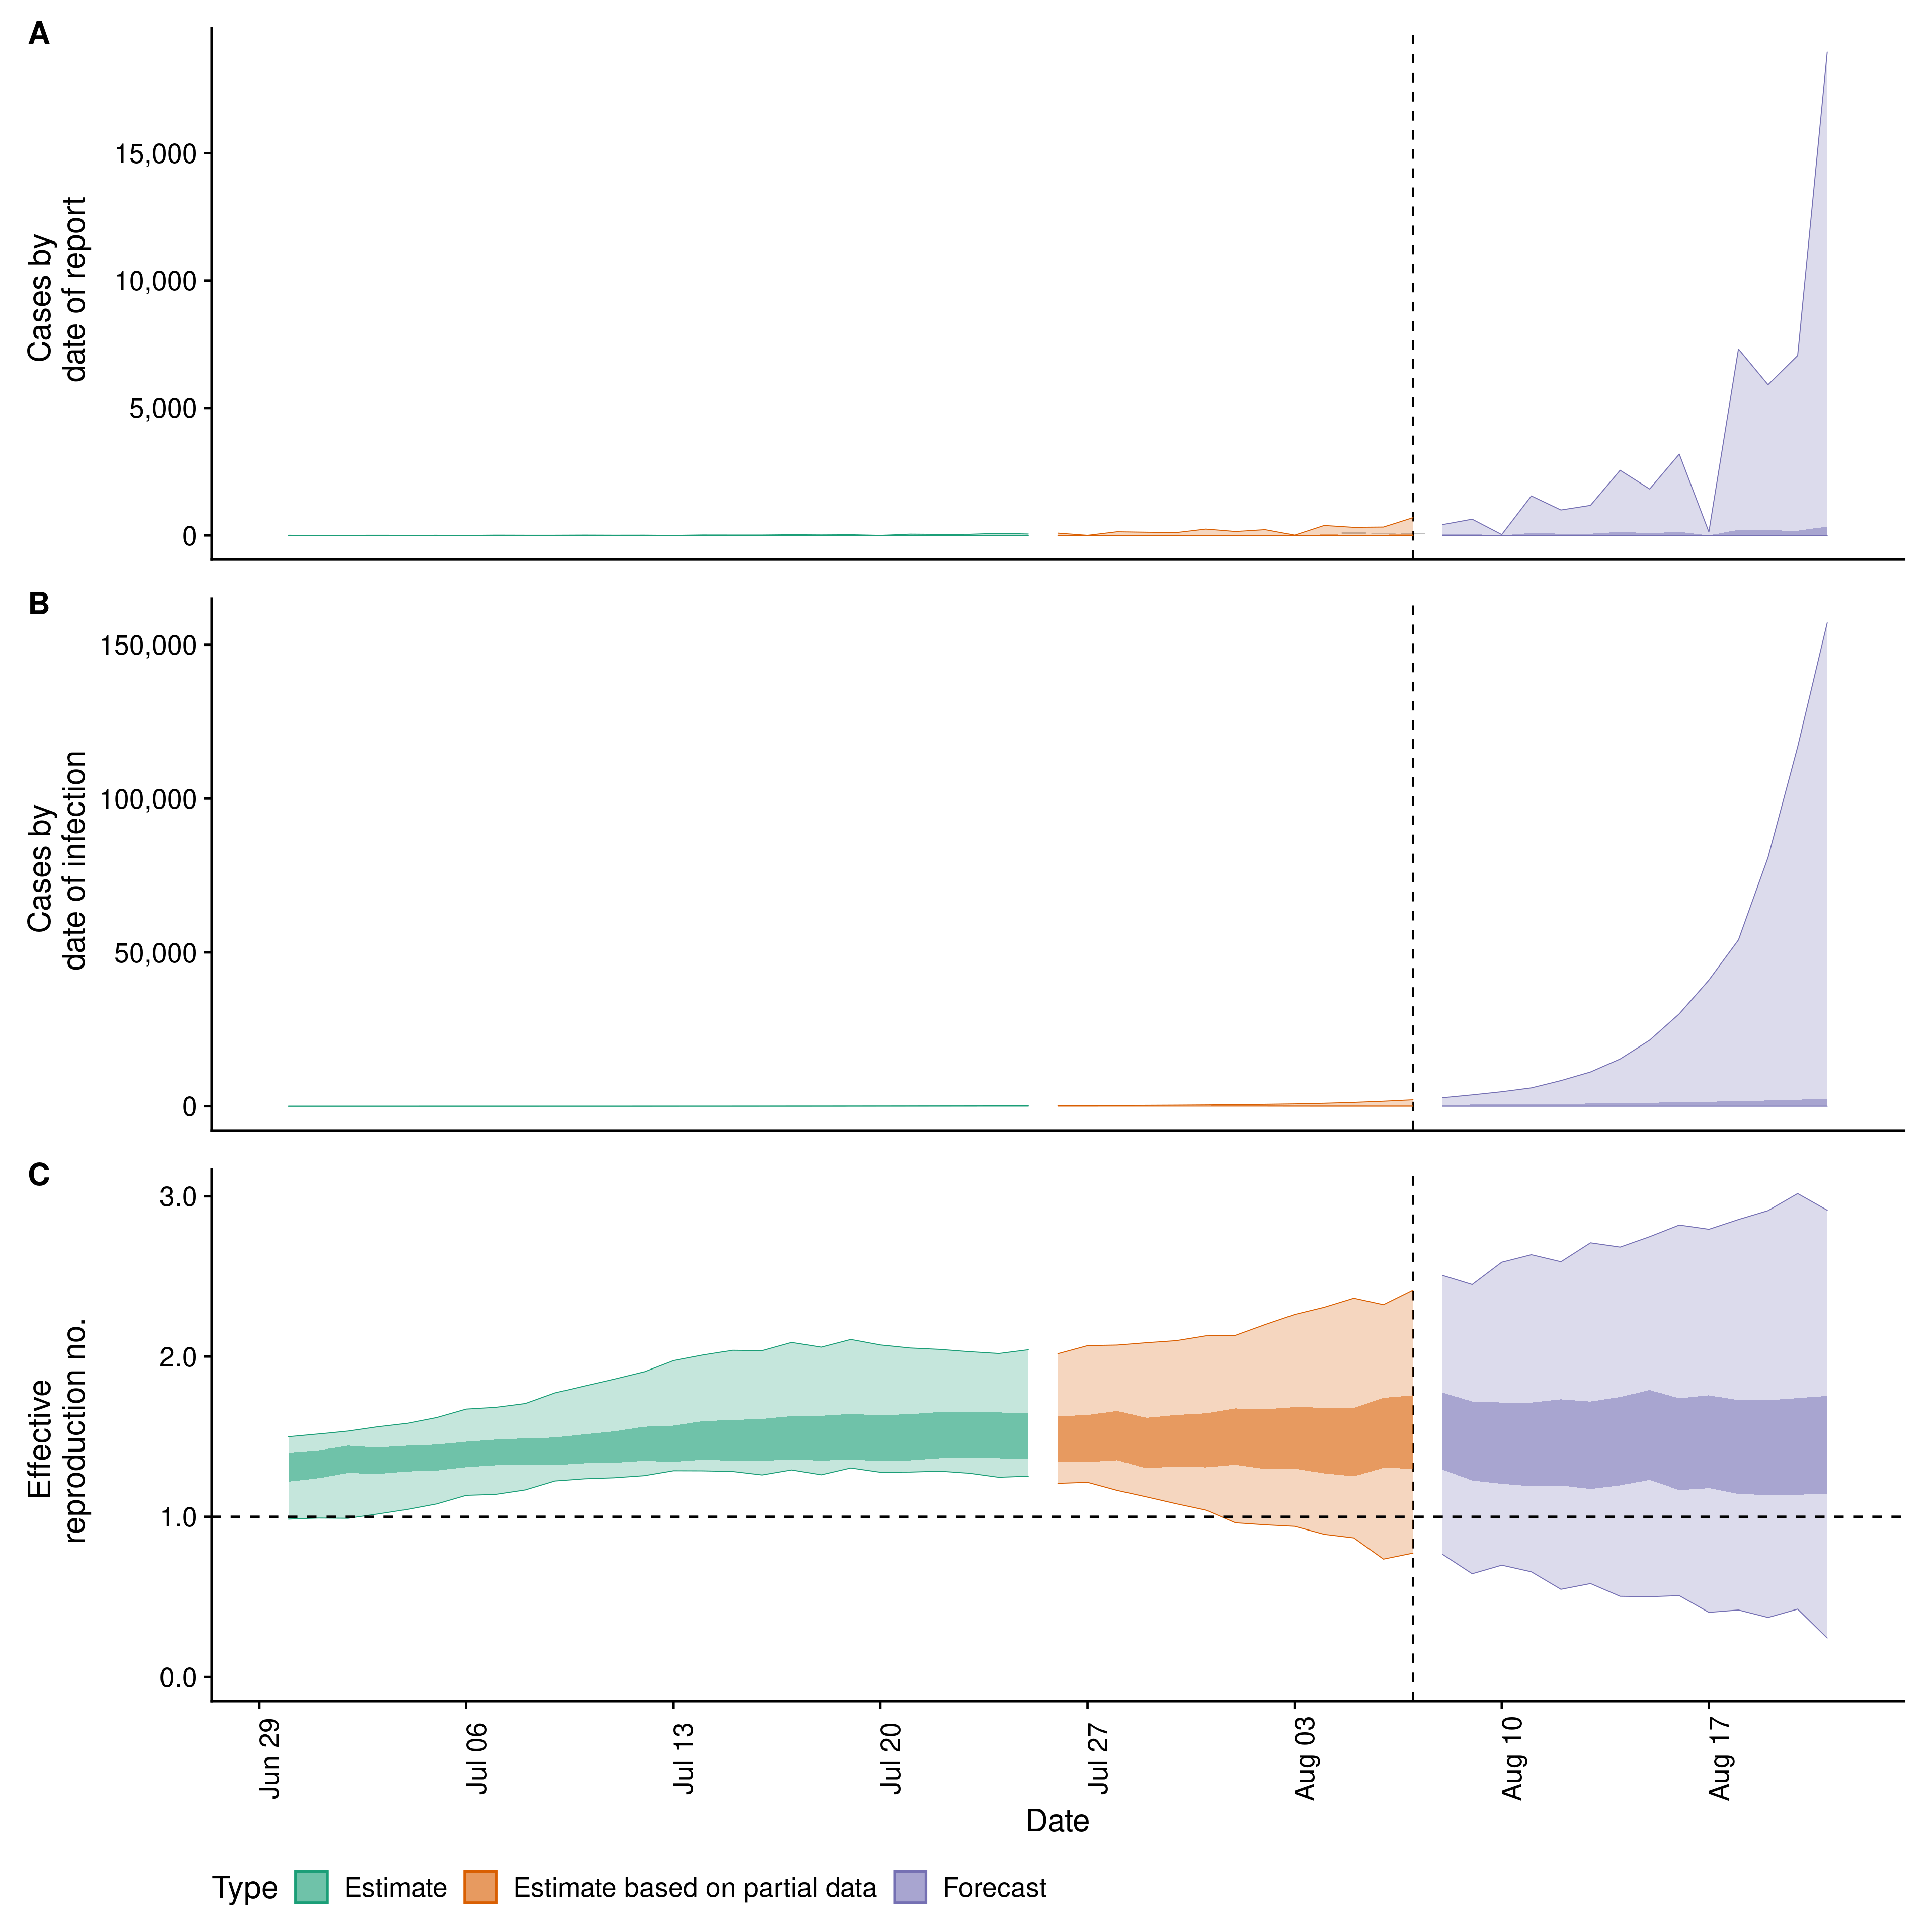 A
Cases by
date of report
15,000
10,000
5,000
0
B
Cases by
date of infection
150,000
100,000
50,000
0
C
Effective
reproduction no.
3.0
2.0
1.0
0.0
Jun 29
Jul 06
Jul 13
Jul 20
Jul 27
Aug 03
Aug 10
Aug 17
Date
Type Estimate Estimate based on partial data Forecast